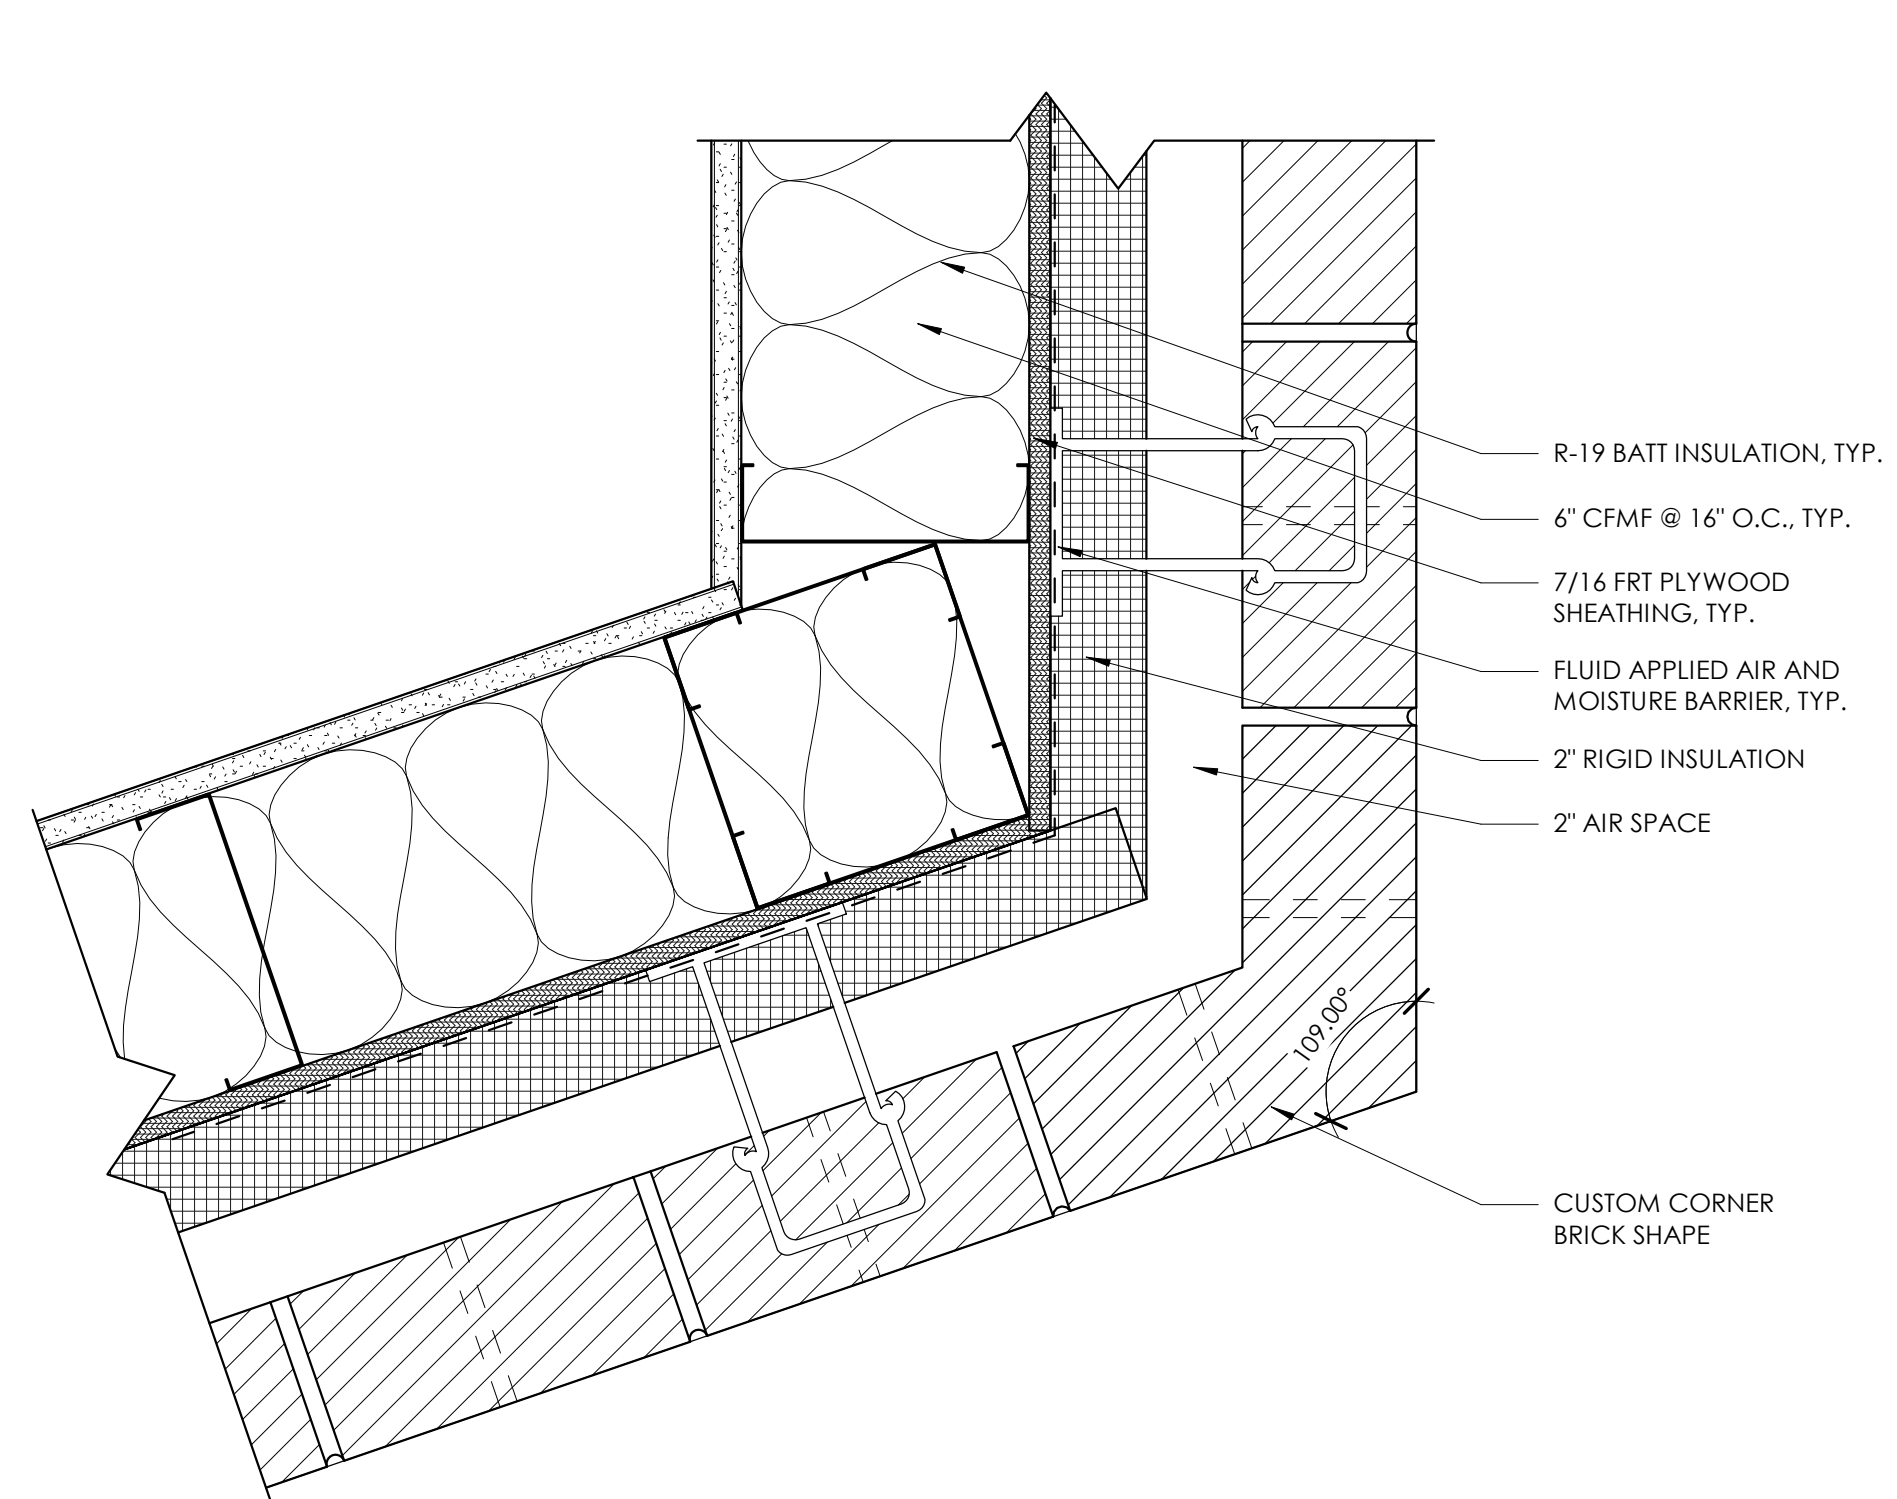 R-19 BATT INSULATION, TYP.
6" CFMF @ 16" O.C., TYP.
7/16 FRT PLYWOOD
SHEATHING, TYP.
FLUID APPLIED AIR AND
MOISTURE BARRIER, TYP.
2" RIGID INSULATION
2" AIR SPACE
109.00°
CUSTOM CORNER
BRICK SHAPE